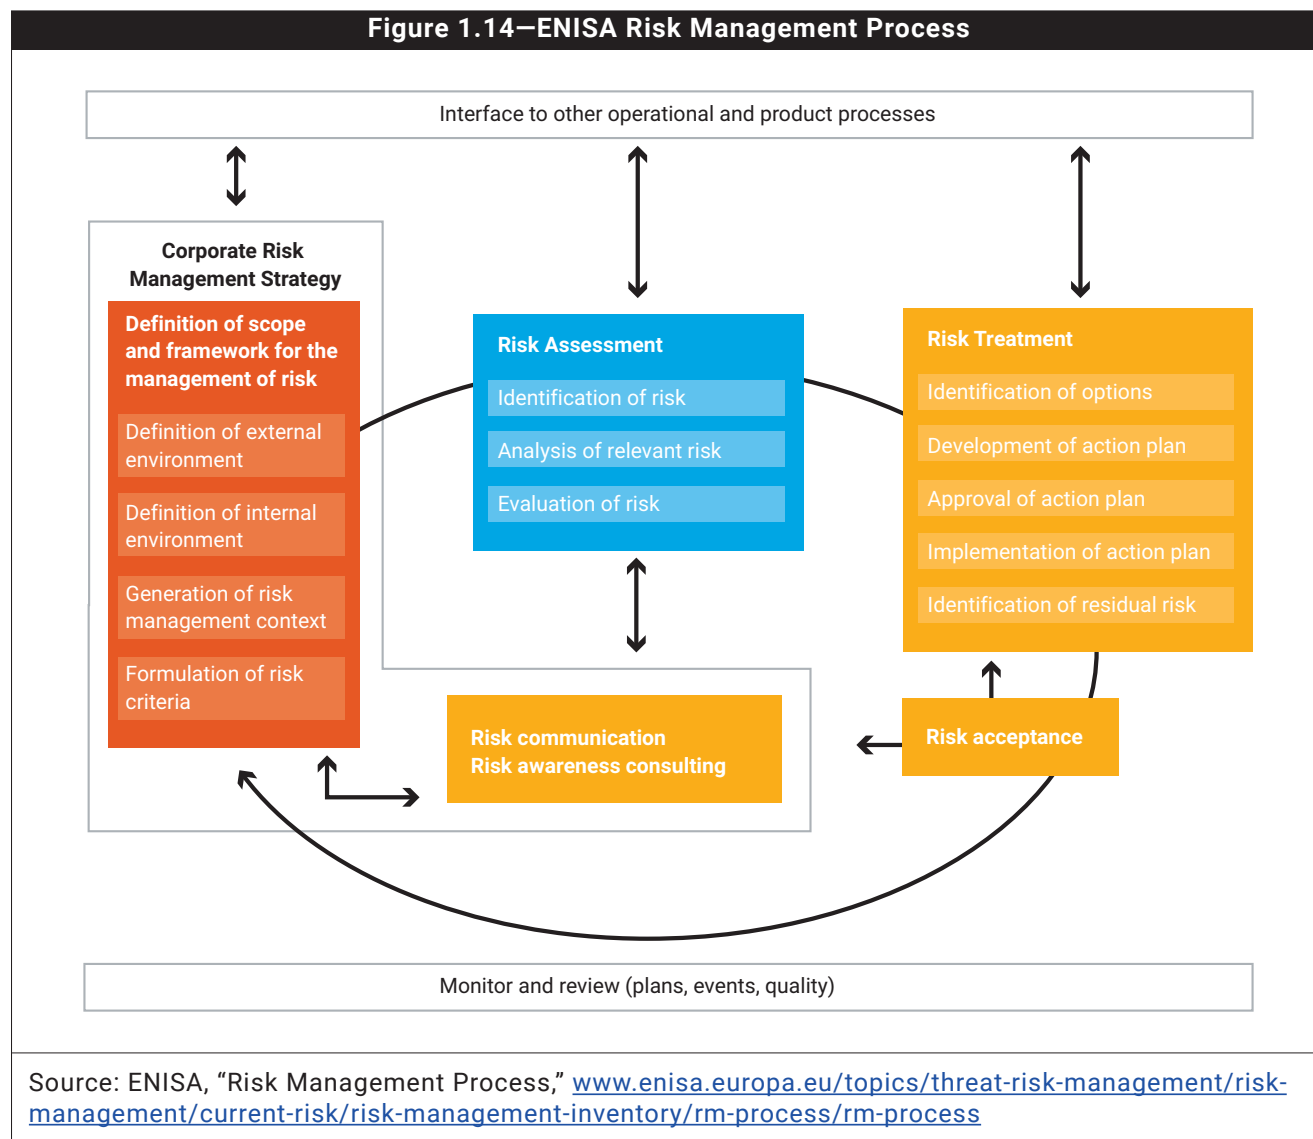 Figure 1.14—ENISA Risk Management Process
Interface to other operational and product processes
Corporate Risk
Management Strategy
Definition of scope
and framework for the
management of risk
Definition of external
environment
Definition of internal
environment
Generation of risk
management context
Formulation of risk
criteria
Risk Assessment
Identification of risk
Analysis of relevant risk
Evaluation of risk
Risk Treatment
Identification of options
Development of action plan
Approval of action plan
Implementation of action plan
Identification of residual risk
Risk communication
Risk awareness consulting
Risk acceptance
Monitor and review (plans, events, quality)
Source: ENISA, “Risk Management Process,” www.enisa.europa.eu/topics/threat-risk-management/risk-
management/current-risk/risk-management-inventory/rm-process/rm-process